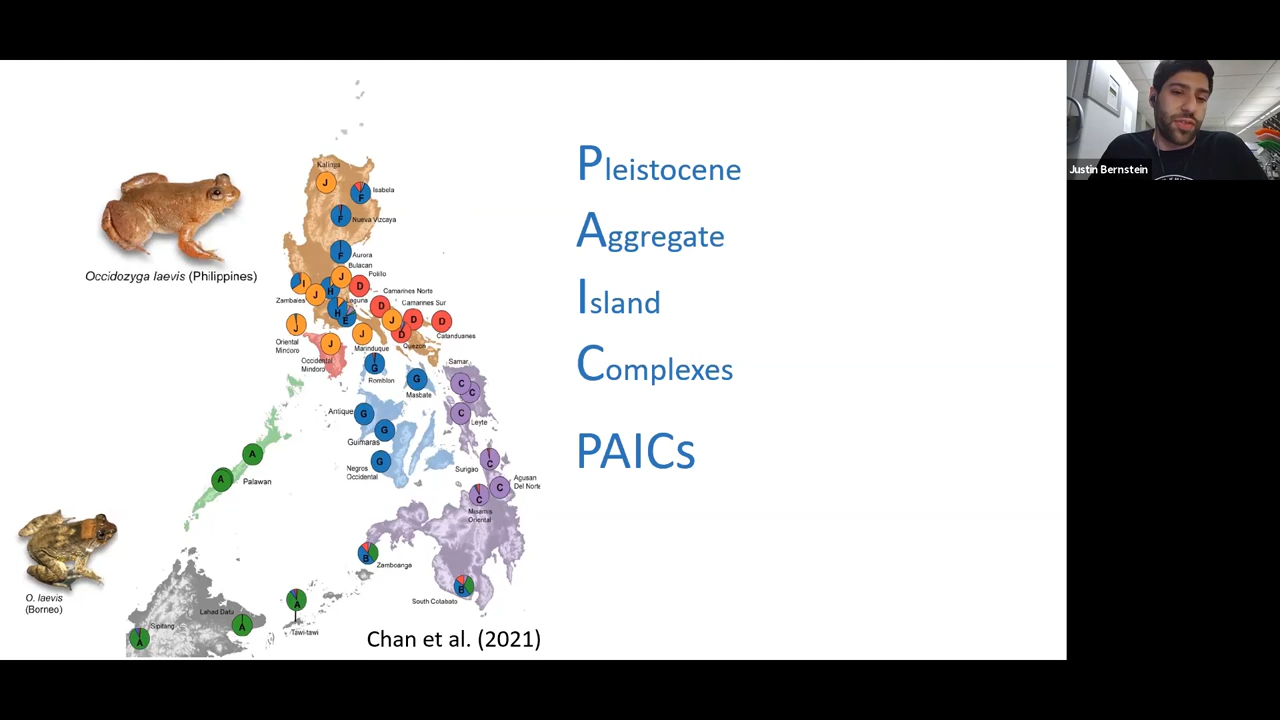 Justin Bernstein
Pleistocene
Aggregate
Island
Complexes
PAICs
Occidozyga laevis (Philippines)
O. laevis
(Borneo)
Kalinga
J
Isabela
F
F
Nueva Vizcaya
F
Aurora
Bulacan
J
Polillo
I
H
D
J
Zambales
Laguna
Camarines Norte
D
Camarines Sur
H
E
J
D
D
D
Catanduanes
J
Oriental
Mindoro
J
J
Marinduque
Quezon
Occidental
Mindoro
G
Romblon
G
Masbate
Samar
C
C
C
Leyte
Antique
G
G
Guimaras
G
Negros
Occidental
A
A
Palawan
Surigao
C
C
Agusan
Del Norte
C
Misamis
Oriental
B
Zamboanga
B
South Cotabato
A
Tawi-tawi
Lahad Datu
A
Sipitang
A
Chan et al. (2021)